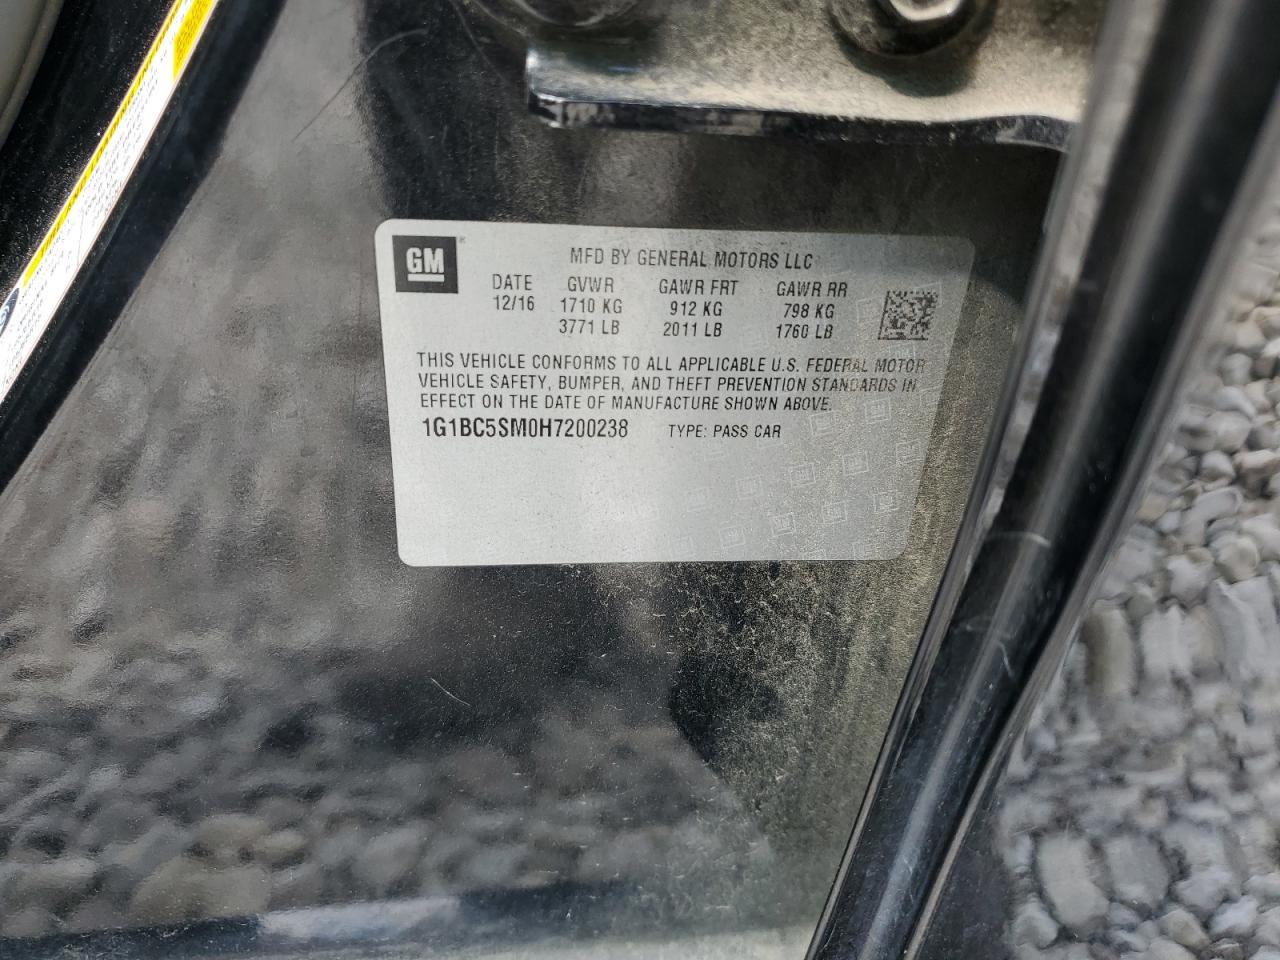 GM
MFD BY GENERAL MOTORS LLC
DATE GVWR GAWR FRT GAWR RR
12/16 1710 KG 912 KG 798 KG
3771 LB 2011 LB 1760 LB
THIS VEHICLE CONFORMS TO ALL APPLICABLE U.S. FEDERAL MOTOR
VEHICLE SAFETY, BUMPER, AND THEFT PREVENTION STANDARDS IN
EFFECT ON THE DATE OF MANUFACTURE SHOWN ABOVE.
1G1BC5SM0H7200238 TYPE: PASS CAR